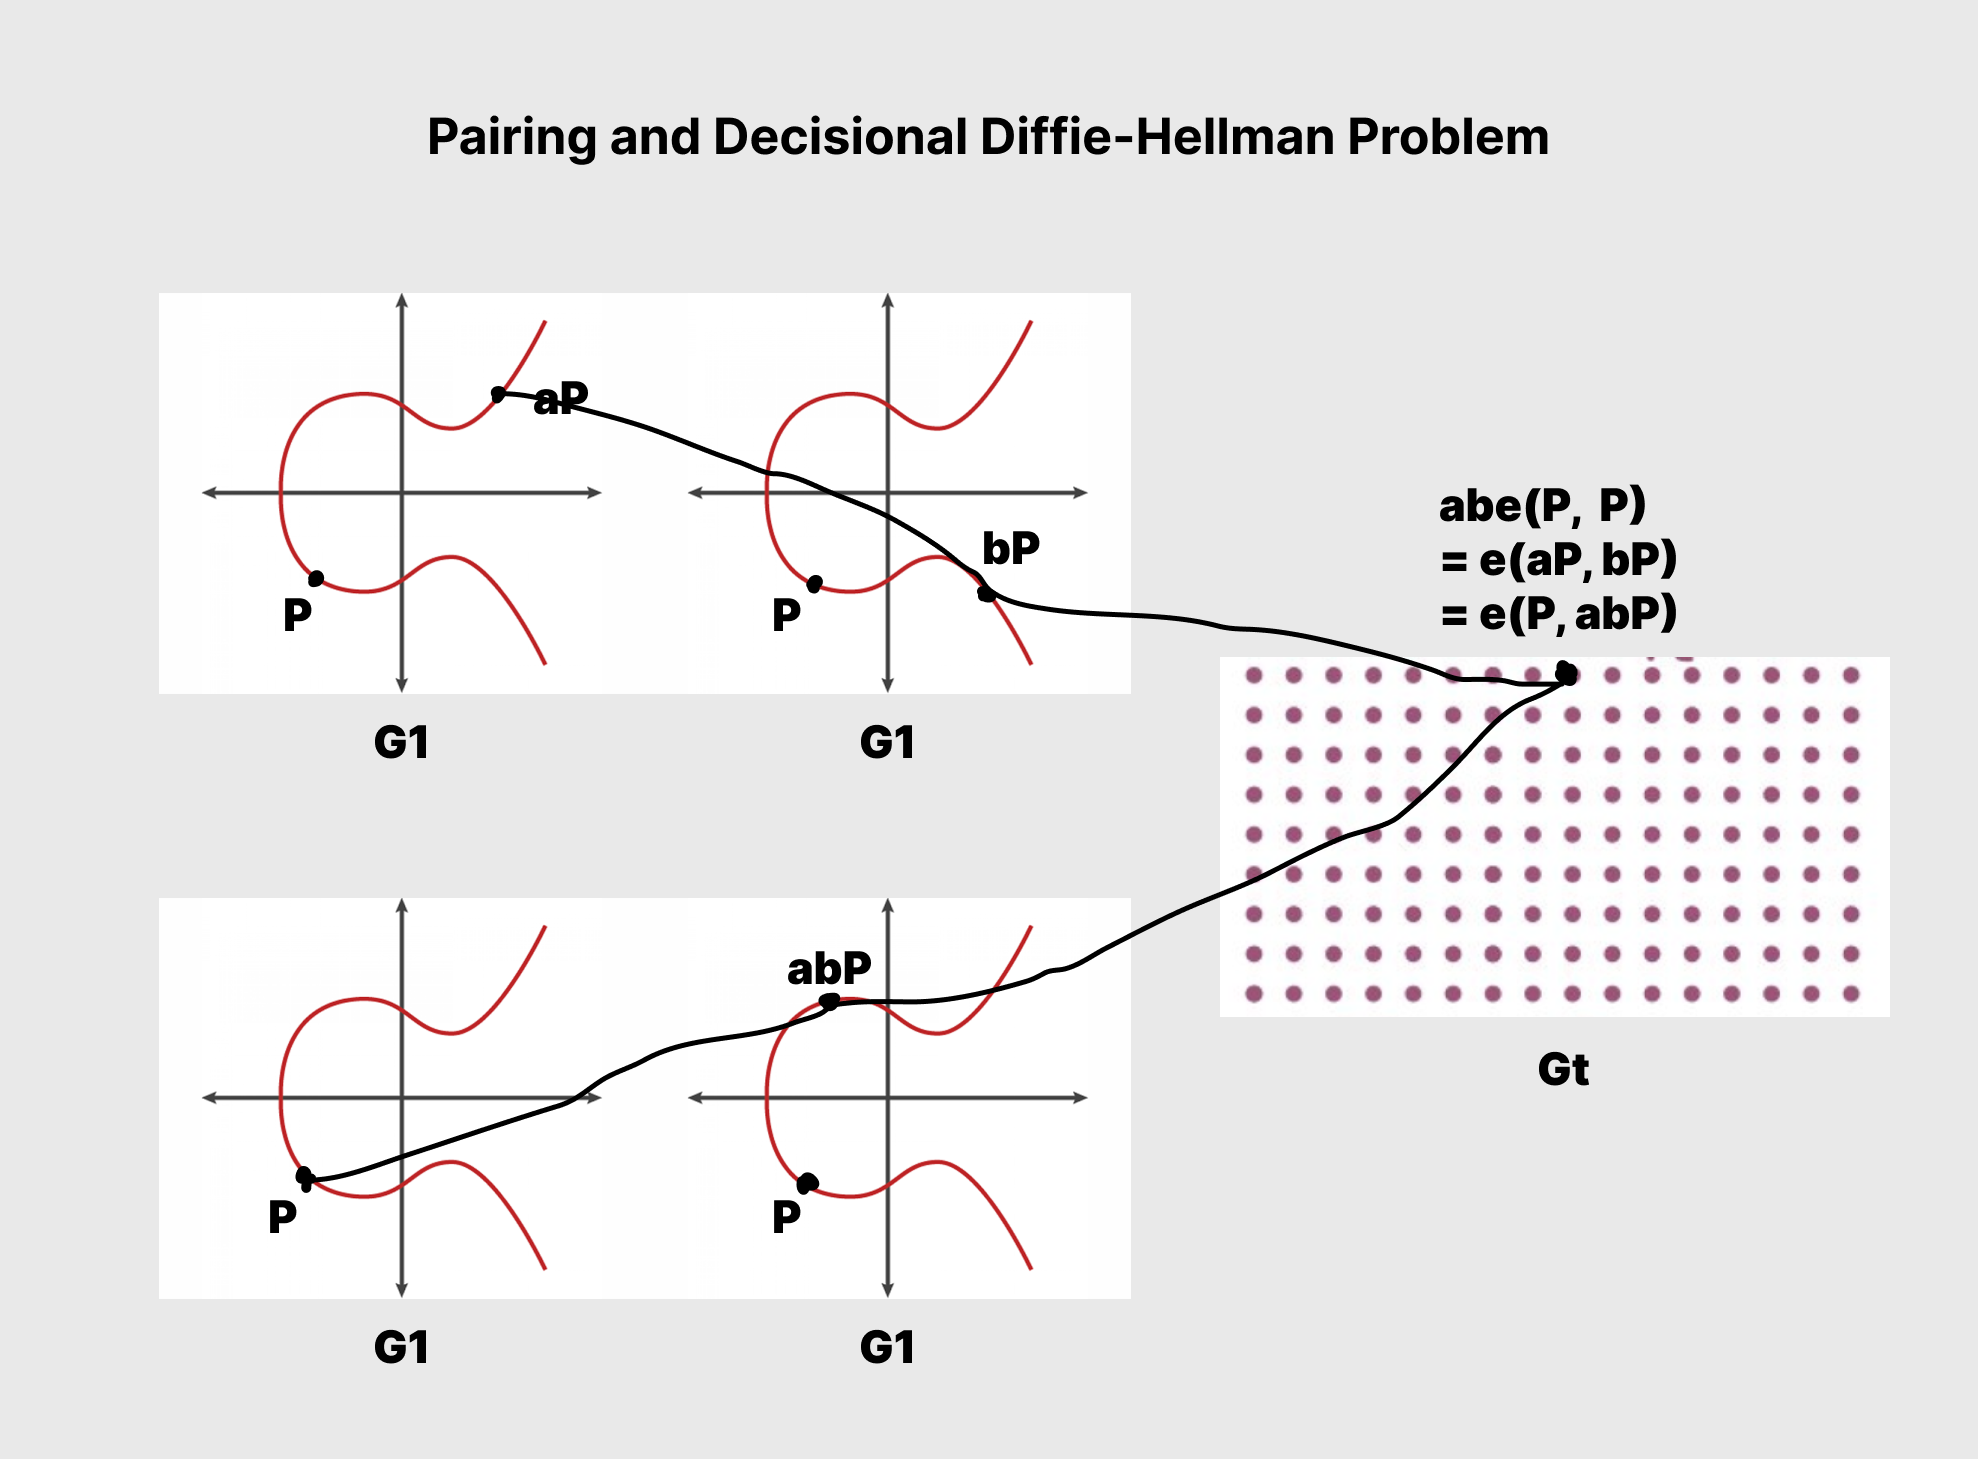 Pairing and Decisional Diffie-Hellman Problem
aP
bP
P
P
G1
G1
abe(P, P)
= e(aP, bP)
= e(P, abP)
Gt
abP
P
P
G1
G1